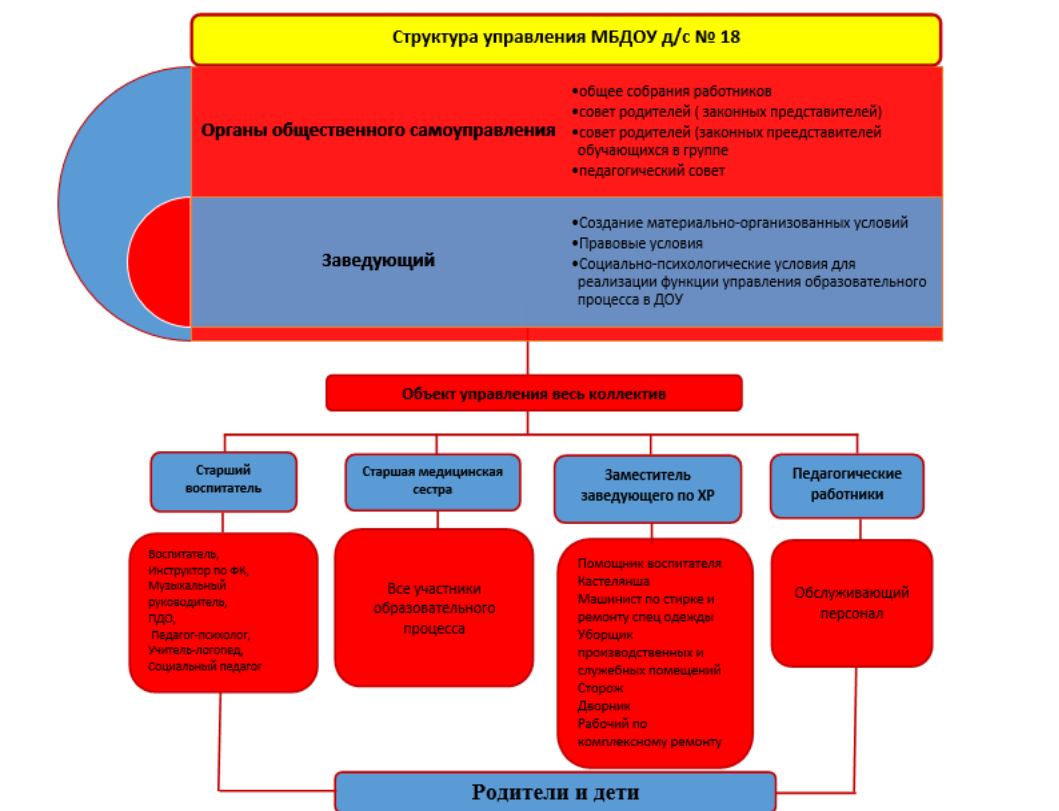 Структура управления МБДОУ д/с № 18
Органы общественного самоуправления
•общее собрания работников
•совет родителей ( законных представителей)
•совет родителей (законных преедставителей
обучающихся в группе
•педагогический совет
Заведующий
•Создание материально-организованных условий
•Правовые условия
•Социально-психологические условия для
реализации функции управления образовательного
процесса в ДОУ
Объект управления весь коллектив
Старший
воспитатель
Старшая медицинская
сестра
Заместитель
заведующего по ХР
Педагогические
работники
Воспитатель,
Инструктор по ФК,
Музыкальный
руководитель,
ПДО,
Педагог-психолог,
Учитель-логопед,
Социальный педагог
Все участники
образовательного
процесса
Помощник воспитателя
Кастелянша
Машинист по стирке и
ремонту спец одежды
Уборщик
производственных и
служебных помещений
Сторож
Дворник
Рабочий по
комплексному ремонту
Обслуживающий
персонал
Родители и дети